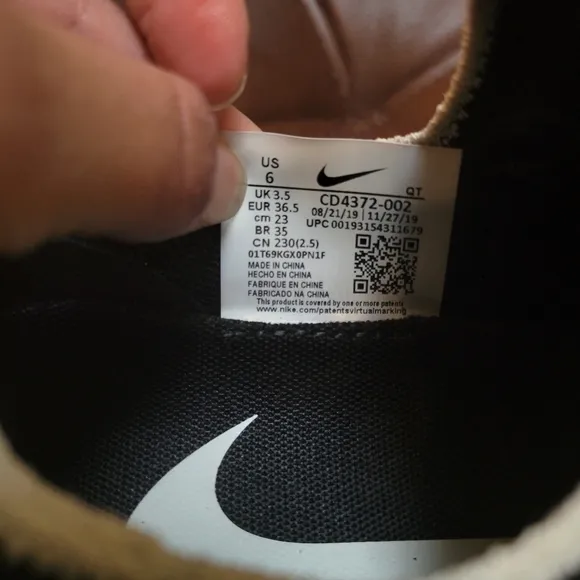 US
6
UK 3.5
EUR 36.5
cm 23
BR 35
CN 230(2.5)
01T69KGX0PN1F
MADE IN CHINA
HECHO EN CHINA
FABRIQUE EN CHINE
FABRICADO NA CHINA
QT
CD4372-002
08/21/19 | 11/27/19
UPC 00193154311679
This product is covered by one or more patents
www.nike.com/patentsvirtualmarking